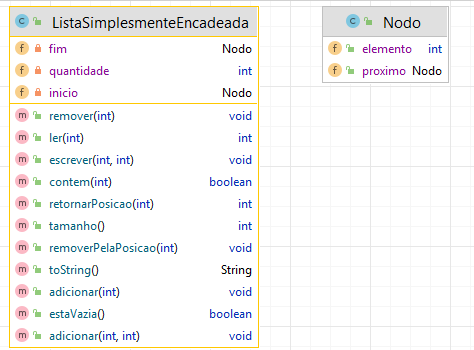 ListaSimplesmenteEncadeada
fim Nodo
quantidade int
inicio Nodo
remover(int) void
ler(int) int
escrever(int, int) void
contem(int) boolean
retornarPosicao(int) int
tamanho() int
removerPelaPosicao(int) void
toString() String
adicionar(int) void
estaVazia() boolean
adicionar(int, int) void
Nodo
elemento int
proximo Nodo